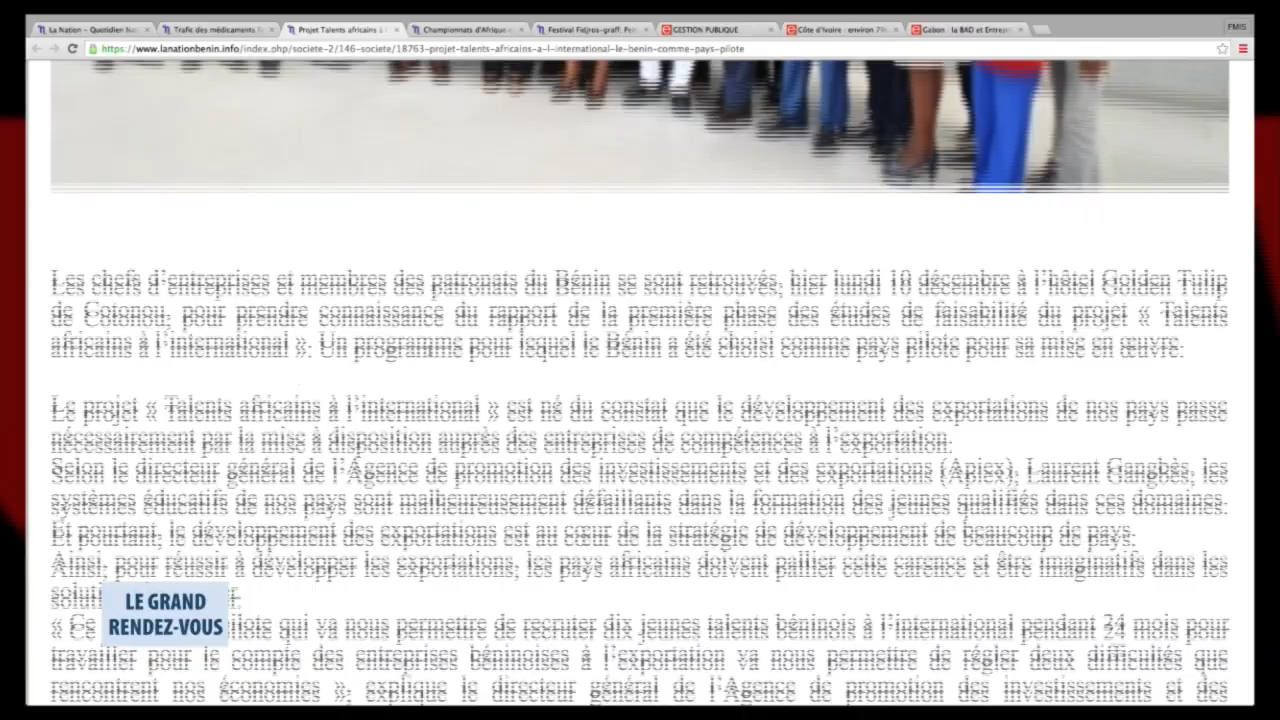 La Nation – Quotidien Na
Trafic des médicaments f
Projet Talents africains à l
Championnats d'Afrique
Festival Fidjros-graff: Pei
GESTION PUBLIQUE
Côte d'Ivoire : environ 79
Gabon : la BAD et Entrep
FMIS
https://www.lanationbenin.info/index.php/societe-2/146-societe/18763-projet-talents-africains-a-l-international-le-benin-comme-pays-pilote
Les chefs d'entreprises et membres des patronats du Bénin se sont retrouvés, hier lundi 18 décembre à l'hôtel Golden Tulip
de Cotonou, pour prendre connaissance du rapport de la première phase des études de faisabilité du projet « Talents
africains à l'international ». Un programme pour lequel le Bénin a été choisi comme pays pilote pour sa mise en œuvre.
Le projet « Talents africains à l'international » est né du constat que le développement des exportations de nos pays passe
nécessairement par la mise à disposition auprès des entreprises de compétences à l'exportation.
Selon le directeur général de l'Agence de promotion des investissements et des exportations (Apiex), Laurent Gangbès, les
systèmes éducatifs de nos pays sont malheureusement défaillants dans la formation des jeunes qualifiés dans ces domaines.
Et pourtant, le développement des exportations est au cœur de la stratégie de développement de beaucoup de pays.
Ainsi, pour réussir à développer les exportations, les pays africains doivent pallier cette carence et être imaginatifs dans les
soluti
« Ce ilote qui va nous permettre de recruter dix jeunes talents béninois à l'international pendant 24 mois pour
travailler pour le compte des entreprises béninoises à l'exportation va nous permettre de régler deux difficultés que
rencontrent nos économies », explique le directeur général de l'Agence de promotion des investissements et des
LE GRAND
RENDEZ-VOUS